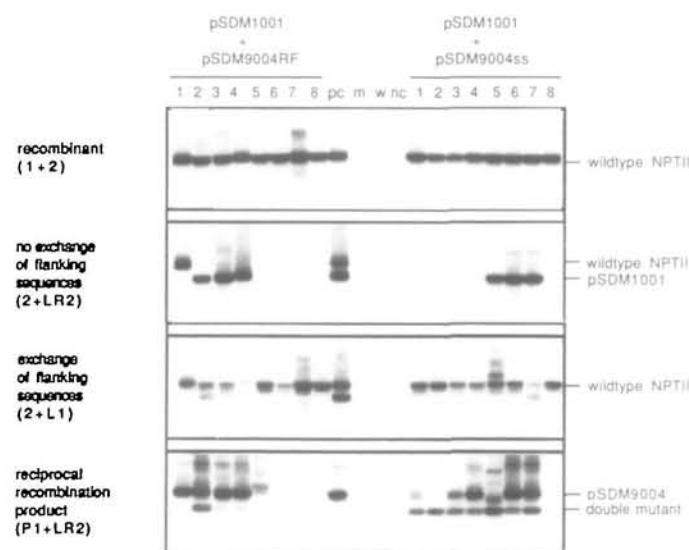 pSDM1001
+
pSDM9004RF
pSDM1001
+
pSDM9004ss
1 2 3 4 5 6 7 8 pc m w nc 1 2 3 4 5 6 7 8
recombinant
(1+2)
wildtype NPTII
no exchange
of flanking
sequences
(2+LR2)
wildtype NPTII
pSDM1001
exchange
of flanking
sequences
(2+L1)
wildtype NPTII
reciprocal
recombination
product
(P1+LR2)
pSDM9004
double mutant